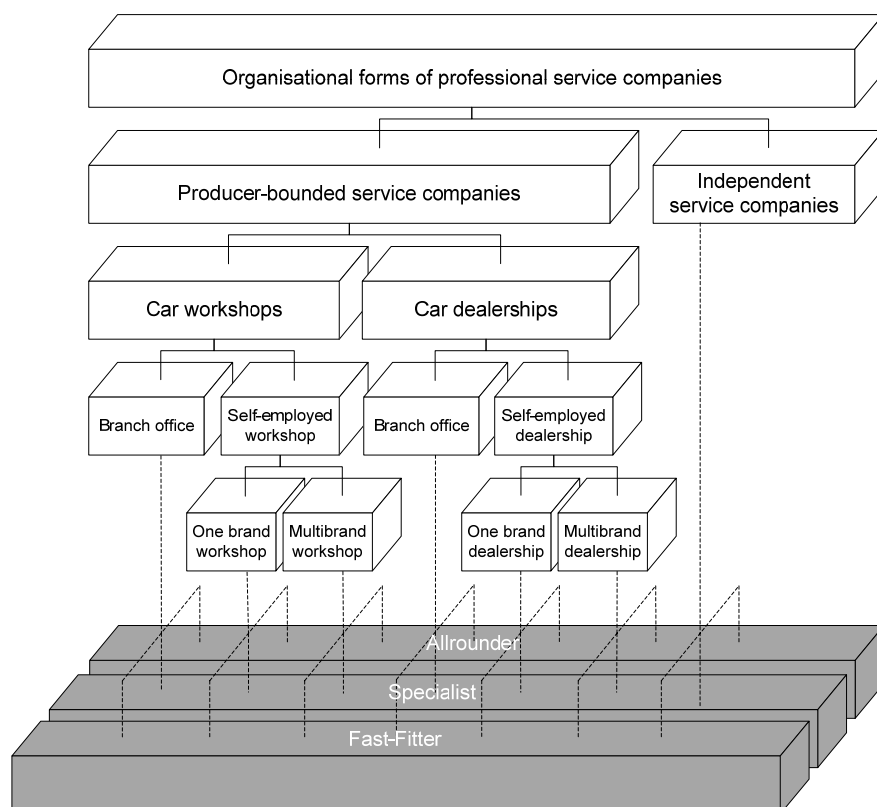 Organisational forms of professional service companies
Producer-bounded service companies
Independent
service companies
Car workshops
Car dealerships
Branch office
Self-employed
workshop
Branch office
Self-employed
dealership
One brand
workshop
Multibrand
workshop
One brand
dealership
Multibrand
dealership
Allrounder
Specialist
Fast-Fitter